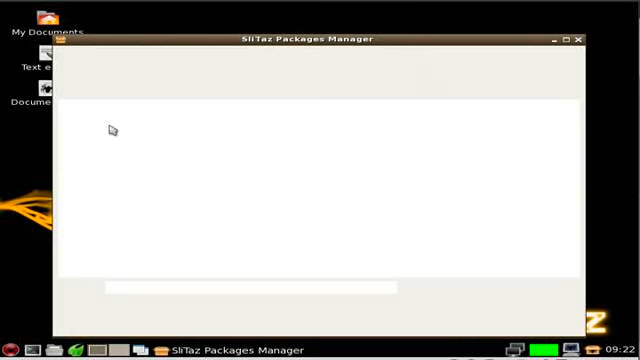 My Documents
SliTaz Packages Manager
Text e
Docume
Z
SliTaz Packages Manager
09:22